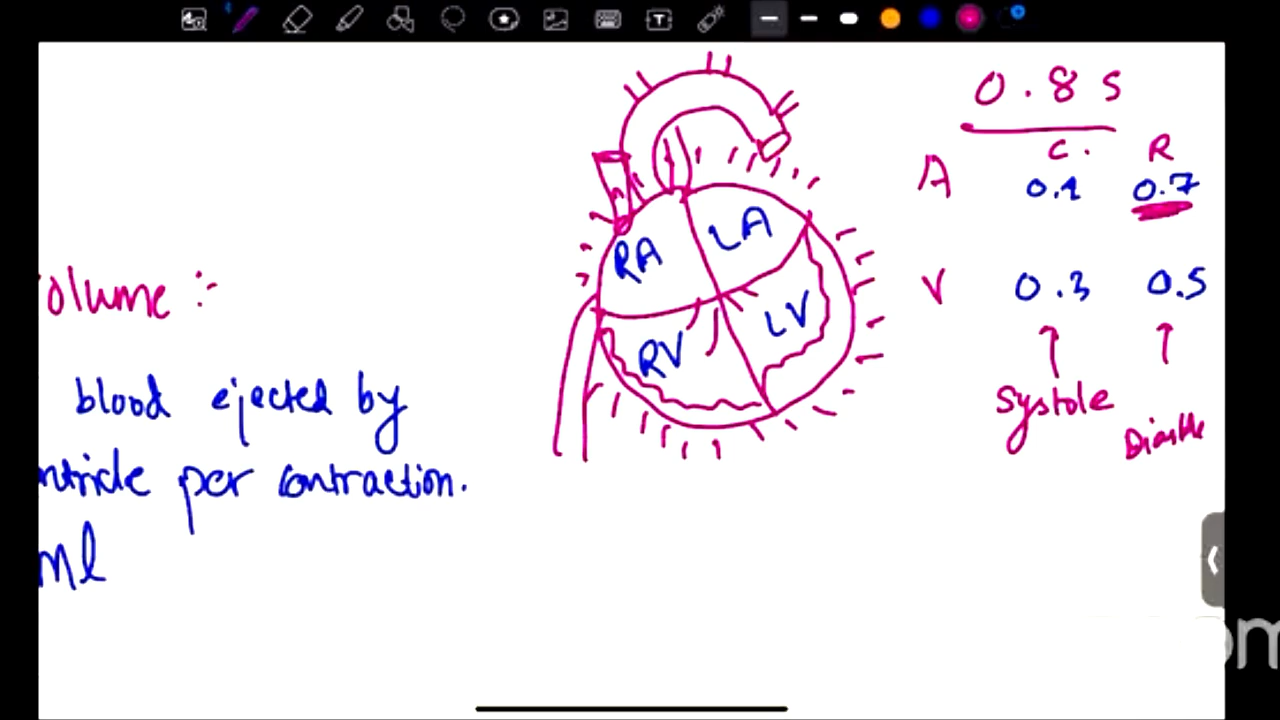 olume :-
blood ejected by
ntricle per contraction.
ml
RA
LA
RV
LV
0.8 s
C. R
A 0.1 0.7
V 0.3 0.5
systole
om
T